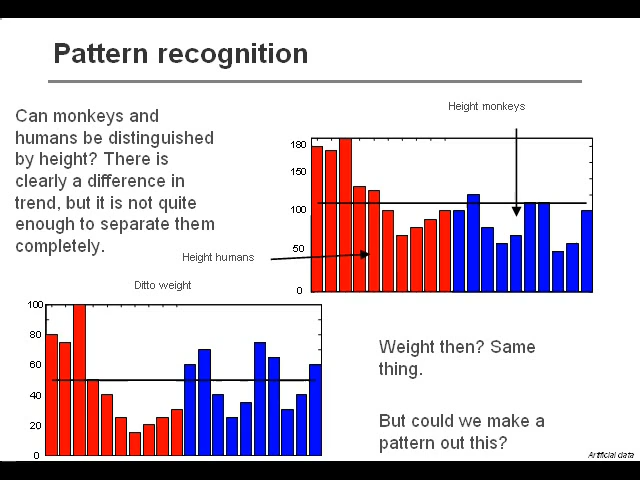 Pattern recognition
Can monkeys and
humans be distinguished
by height? There is
clearly a difference in
trend, but it is not quite
enough to separate them
completely.
Height monkeys
180
150
100
50
0
Height humans
Ditto weight
100
80
60
40
20
0
Weight then? Same
thing.
But could we make a
pattern out this?
Artificial data